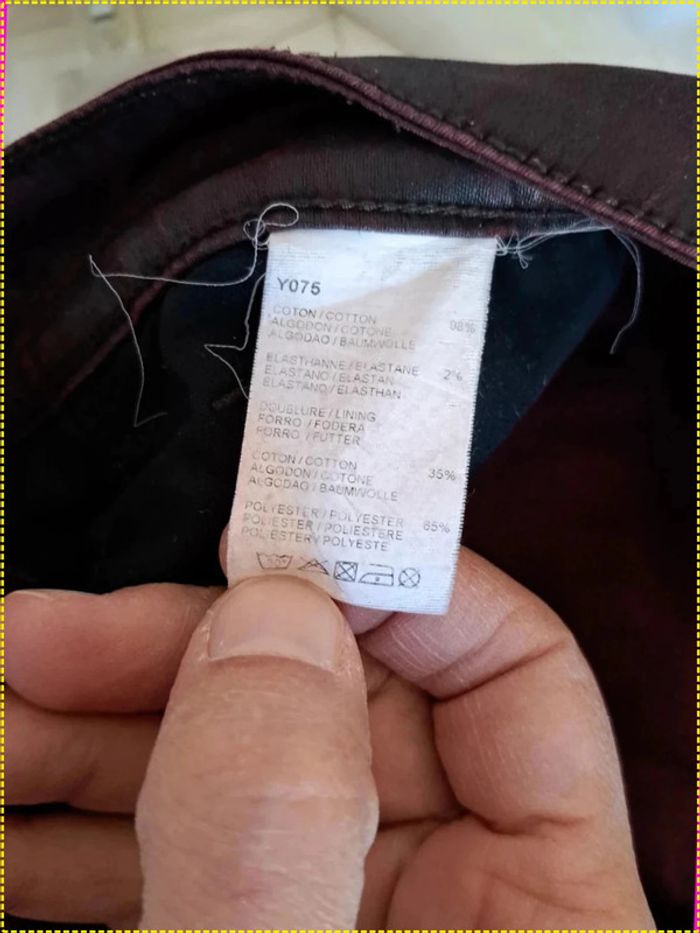 Y075
COTON / COTTON 98%
ALGODON / COTONE
ALGODAO / BAUMWOLLE
ELASTHANNE / ELASTANE 2%
ELASTANO / ELASTAN
ELASTANO / ELASTHAN
DOUBLURE / LINING
FORRO / FODERA
FORRO / FUTTER
COTON / COTTON 35%
ALGODON / COTONE
ALGODAO / BAUMWOLLE
POLYESTER / POLYESTER 65%
POLIESTER / POLIESTERE
POLIESTER / POLYESTE